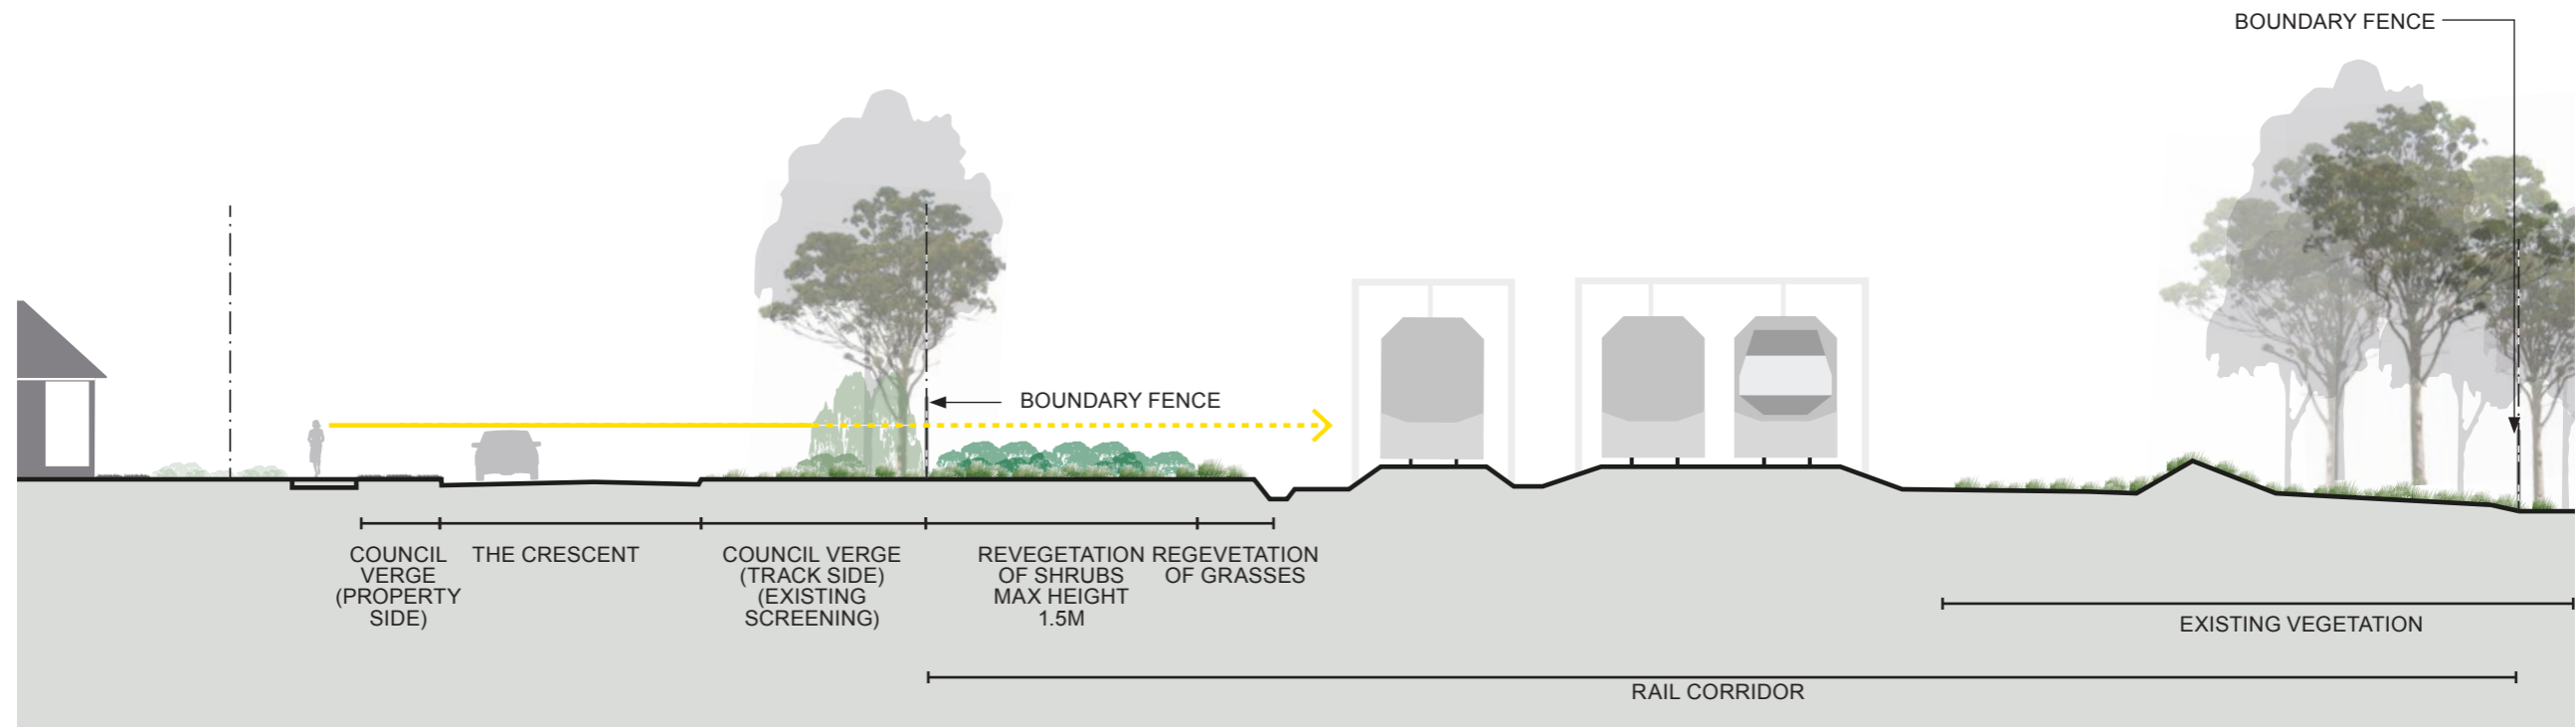 BOUNDARY FENCE
BOUNDARY FENCE
COUNCIL
VERGE
(PROPERTY
SIDE)
THE CRESCENT
COUNCIL VERGE
(TRACK SIDE)
(EXISTING
SCREENING)
REVEGETATION
OF SHRUBS
MAX HEIGHT
1.5M
REGEVETATION
OF GRASSES
EXISTING VEGETATION
RAIL CORRIDOR